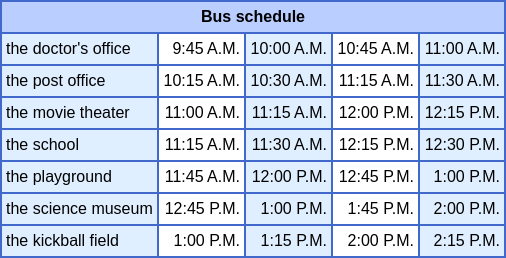 Bus schedule
the doctor's office 9:45 A.M. 10:00 A.M. 10:45 A.M. 11:00 A.M.
the post office 10:15 A.M. 10:30 A.M. 11:15 A.M. 11:30 A.M.
the movie theater 11:00 A.M. 11:15 A.M. 12:00 P.M. 12:15 P.M.
the school 11:15 A.M. 11:30 A.M. 12:15 P.M. 12:30 P.M.
the playground 11:45 A.M. 12:00 P.M. 12:45 P.M. 1:00 P.M.
the science museum 12:45 P.M. 1:00 P.M. 1:45 P.M. 2:00 P.M.
the kickball field 1:00 P.M. 1:15 P.M. 2:00 P.M. 2:15 P.M.